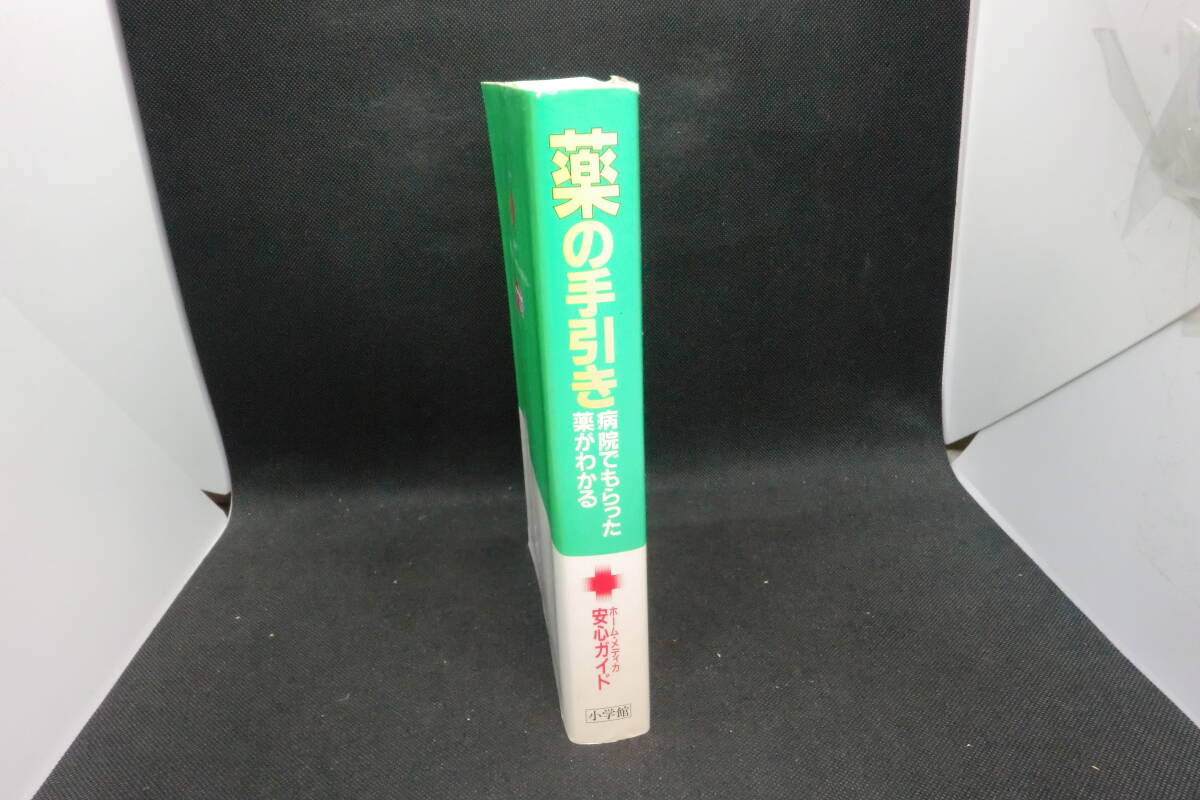 薬の手引き
病院でもらった
薬がわかる
ホーム・メディカ
安心ガイド
小学館